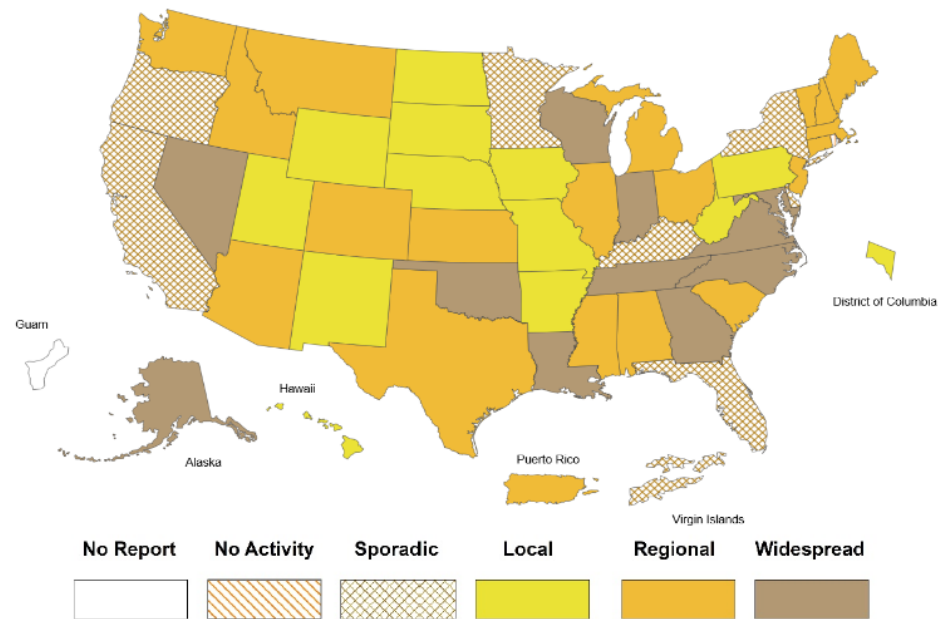 District of Columbia
Guam
Hawaii
Alaska
Puerto Rico
Virgin Islands
No Report
No Activity
Sporadic
Local
Regional
Widespread